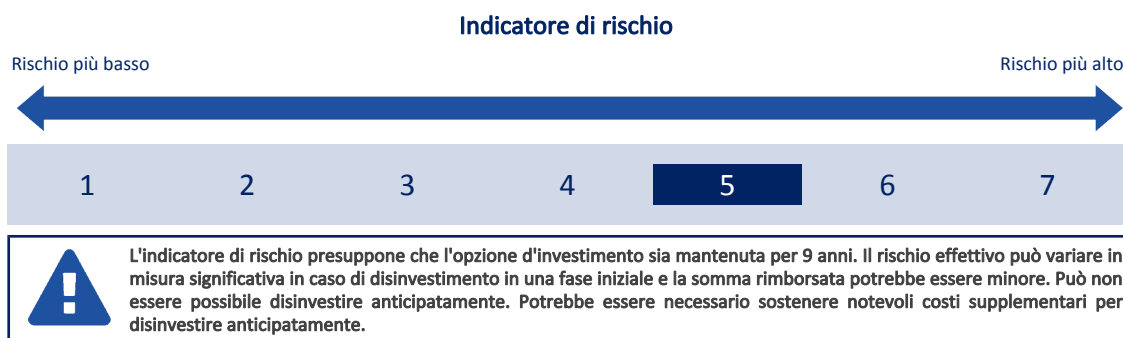 Indicatore di rischio
Rischio più basso
Rischio più alto
1 2 3 4 5 6 7
L'indicatore di rischio presuppone che l'opzione d'investimento sia mantenuta per 9 anni. Il rischio effettivo può variare in
misura significativa in caso di disinvestimento in una fase iniziale e la somma rimborsata potrebbe essere minore. Può non
essere possibile disinvestire anticipatamente. Potrebbe essere necessario sostenere notevoli costi supplementari per
disinvestire anticipatamente.